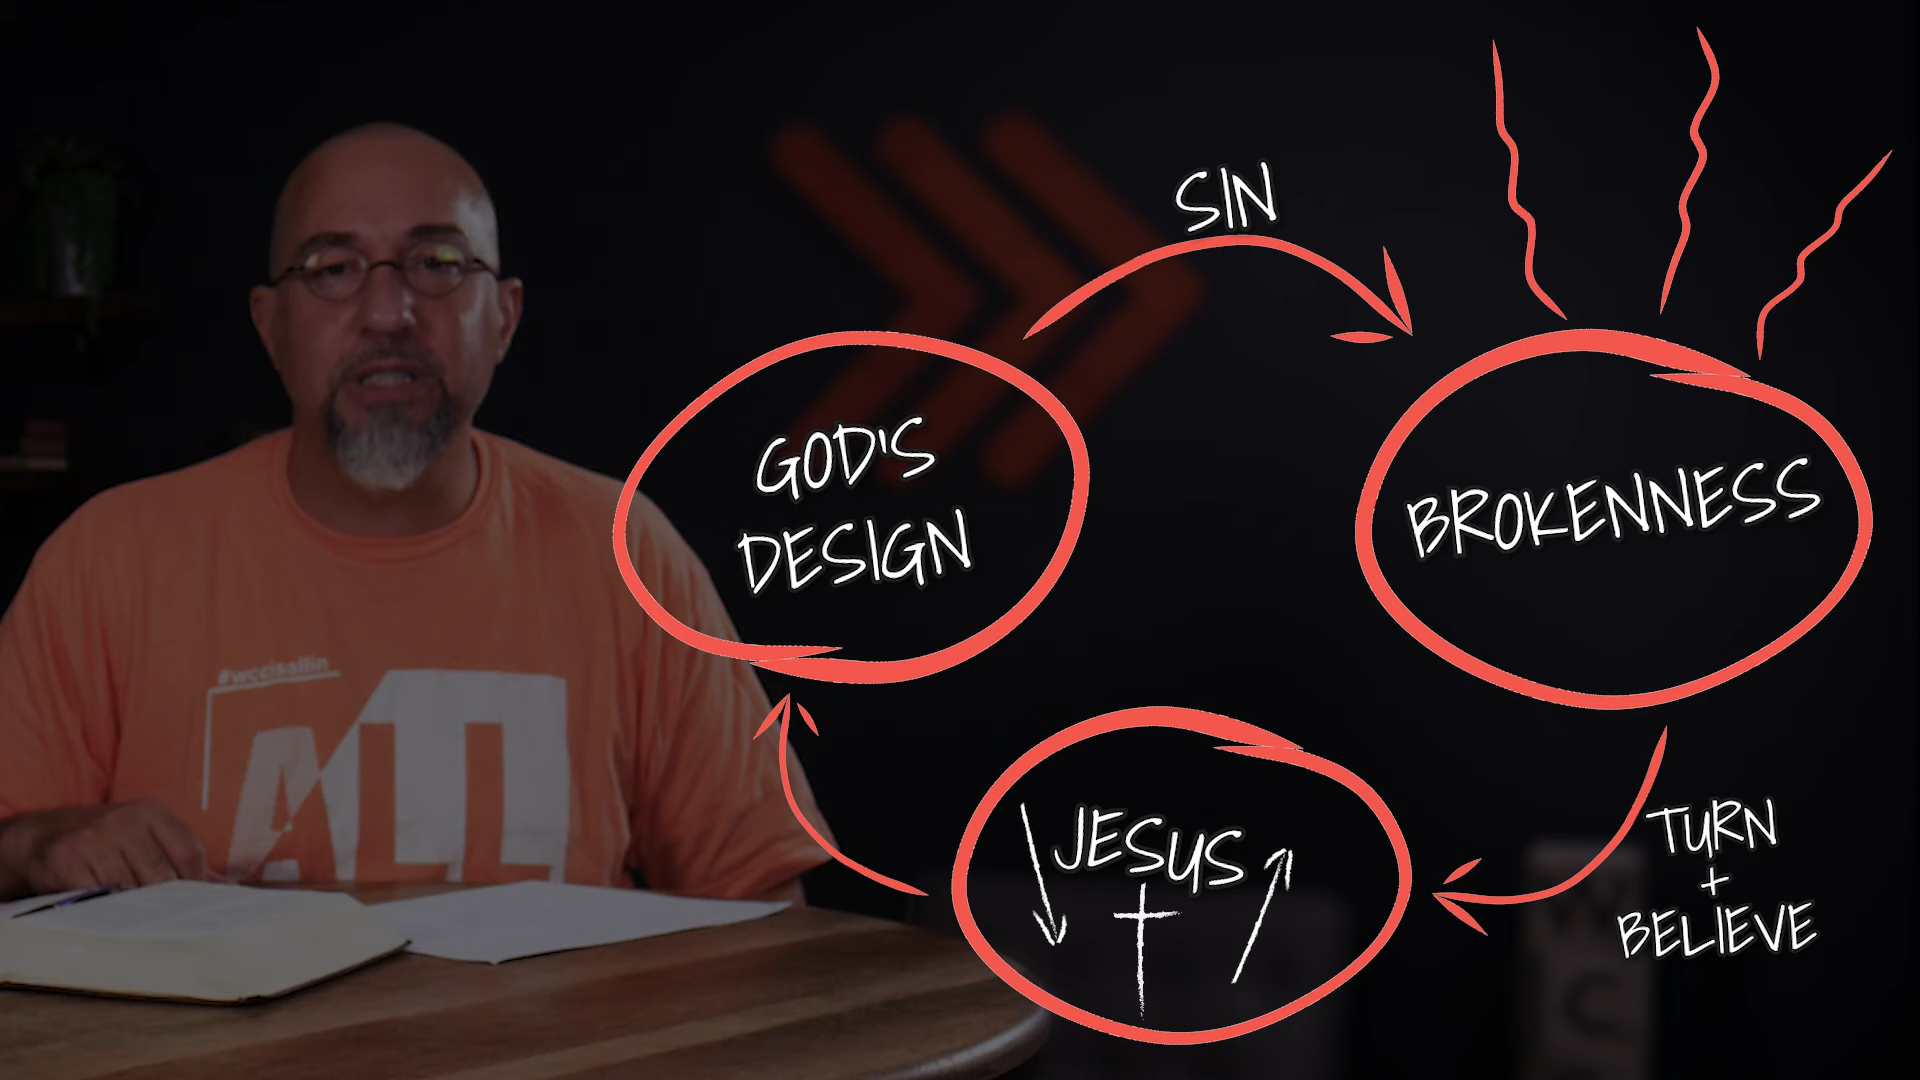 SIN
GOD'S
DESIGN
BROKENNESS
JESUS
TURN
+
BELIEVE
#wccisallin
ALL